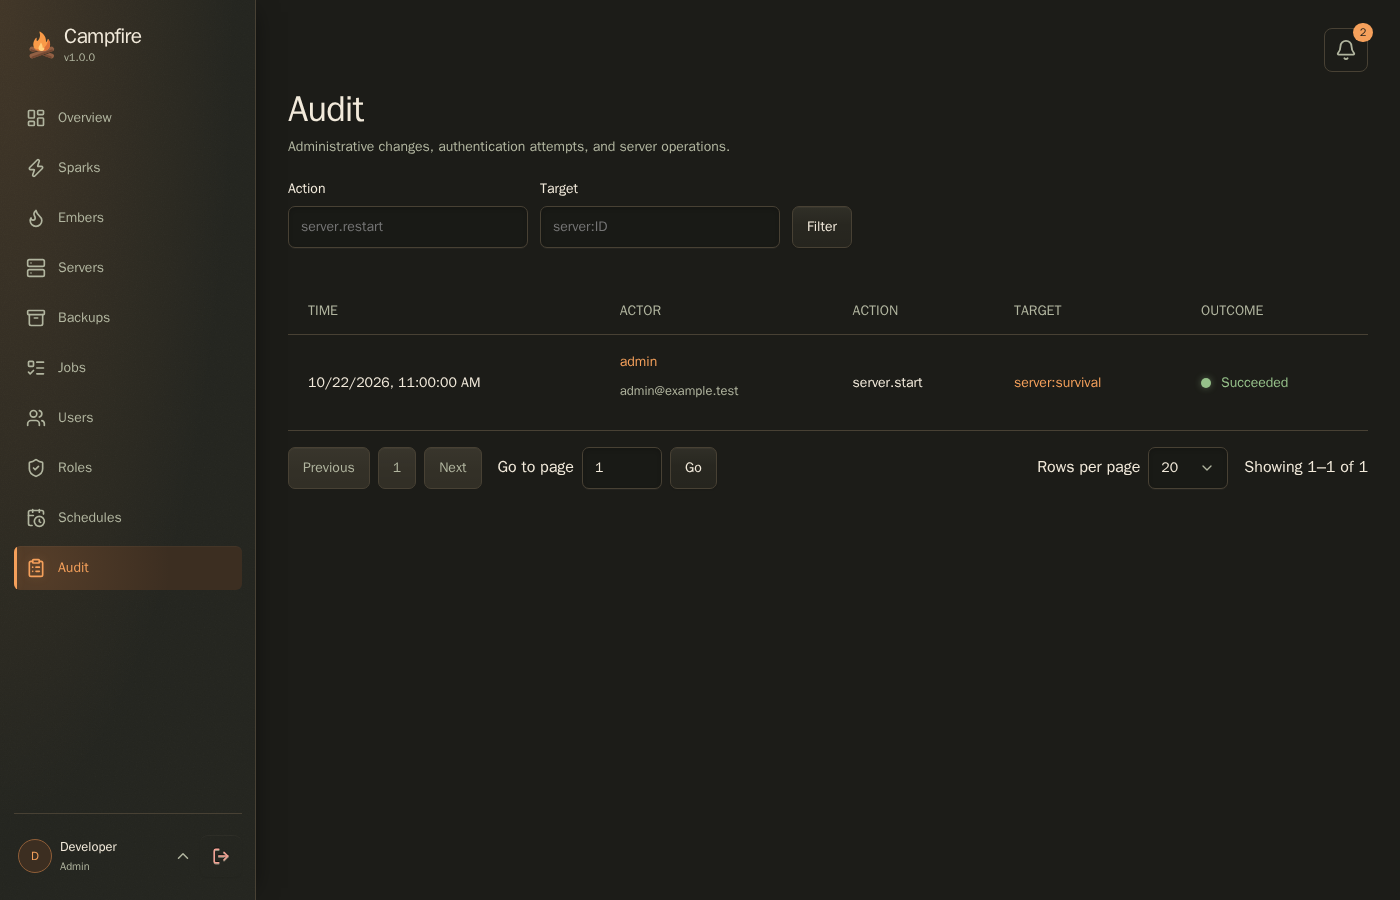 Campfire
v1.0.0
Overview
Sparks
Embers
Servers
Backups
Jobs
Users
Roles
Schedules
Audit
D
Developer
Admin
2
Audit
Administrative changes, authentication attempts, and server operations.
Action
Target
server.restart
server:ID
Filter
TIME ACTOR ACTION TARGET OUTCOME
10/22/2026, 11:00:00 AM
admin
admin@example.test
server.start
server:survival
Succeeded
Previous 1 Next Go to page 1 Go
Rows per page 20 Showing 1–1 of 1